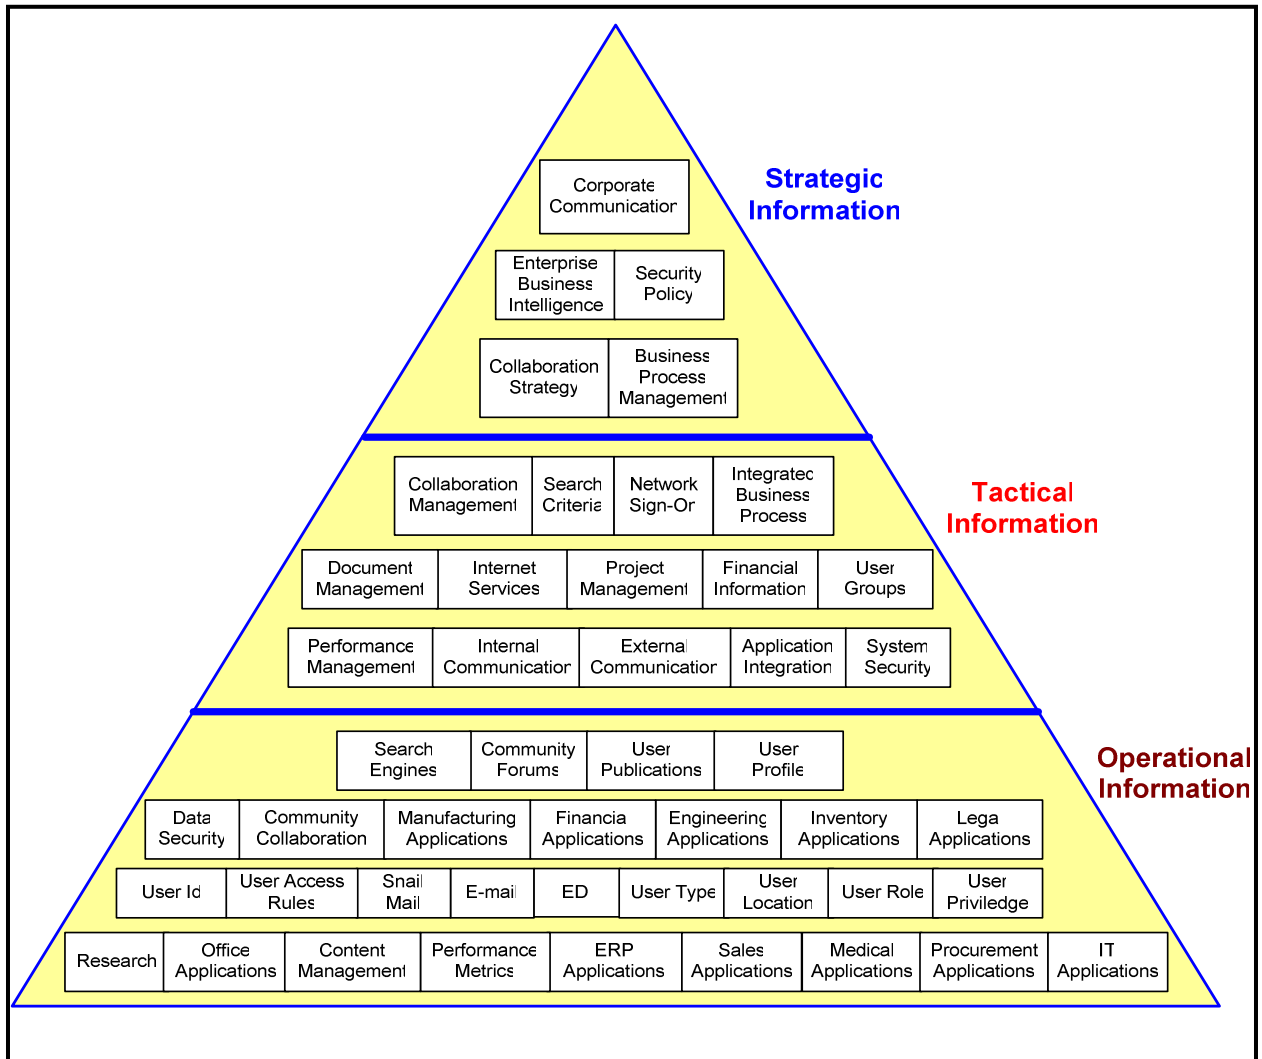 Corporate
Communication
Strategic
Information
Enterprise
Business
Intelligence
Security
Policy
Collaboration
Strategy
Business
Process
Management
Collaboration
Management
Search
Criteria
Network
Sign-On
Integrated
Business
Process
Tactical
Information
Document
Management
Internet
Services
Project
Management
Financial
Information
User
Groups
Performance
Management
Internal
Communication
External
Communication
Application
Integration
System
Security
Search
Engines
Community
Forums
User
Publications
User
Profile
Operational
Information
Data
Security
Community
Collaboration
Manufacturing
Applications
Financia
Applications
Engineering
Applications
Inventory
Applications
Lega
Applications
User Id
User Access
Rules
Snail
Mail
E-mail
ED
User Type
User
Location
User Role
User
Priviledge
Research
Office
Applications
Content
Management
Performance
Metrics
ERP
Applications
Sales
Applications
Medical
Applications
Procurement
Applications
IT
Applications